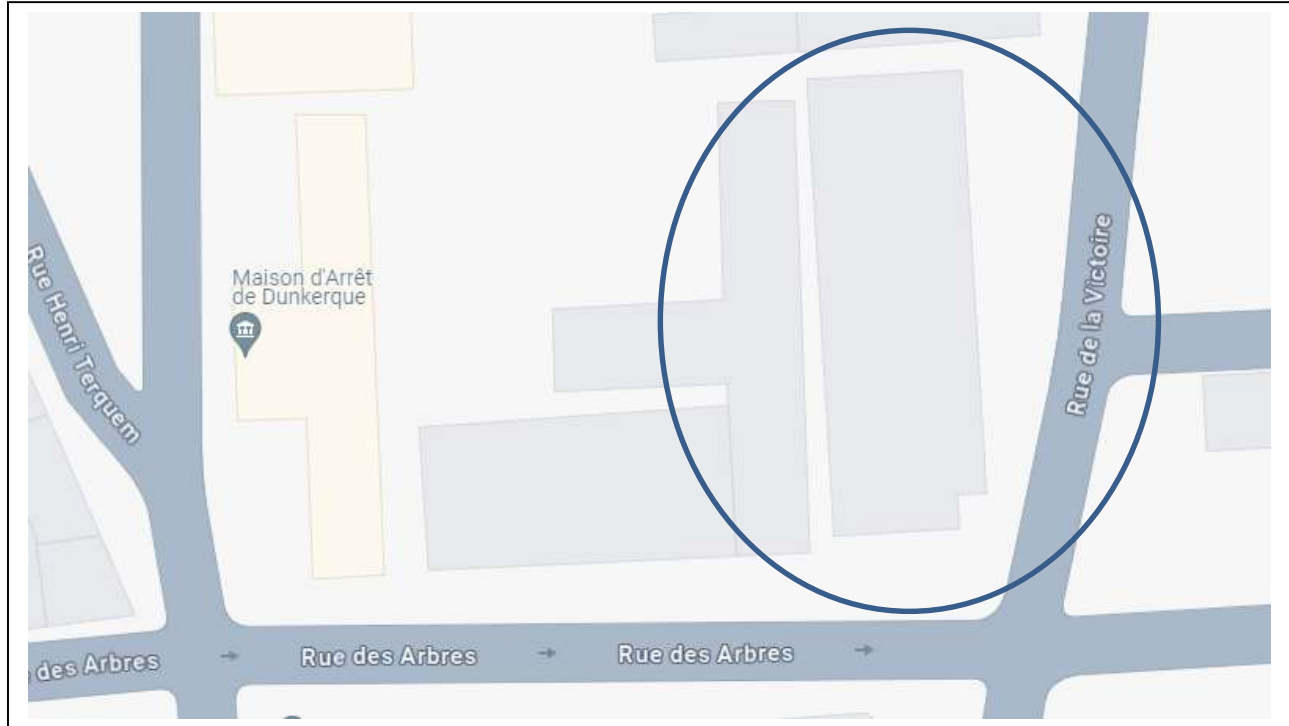 Maison d'Arrêt
de Dunkerque
Rue Henri Terquem
Rue de la Victoire
des Arbres
Rue des Arbres
Rue des Arbres